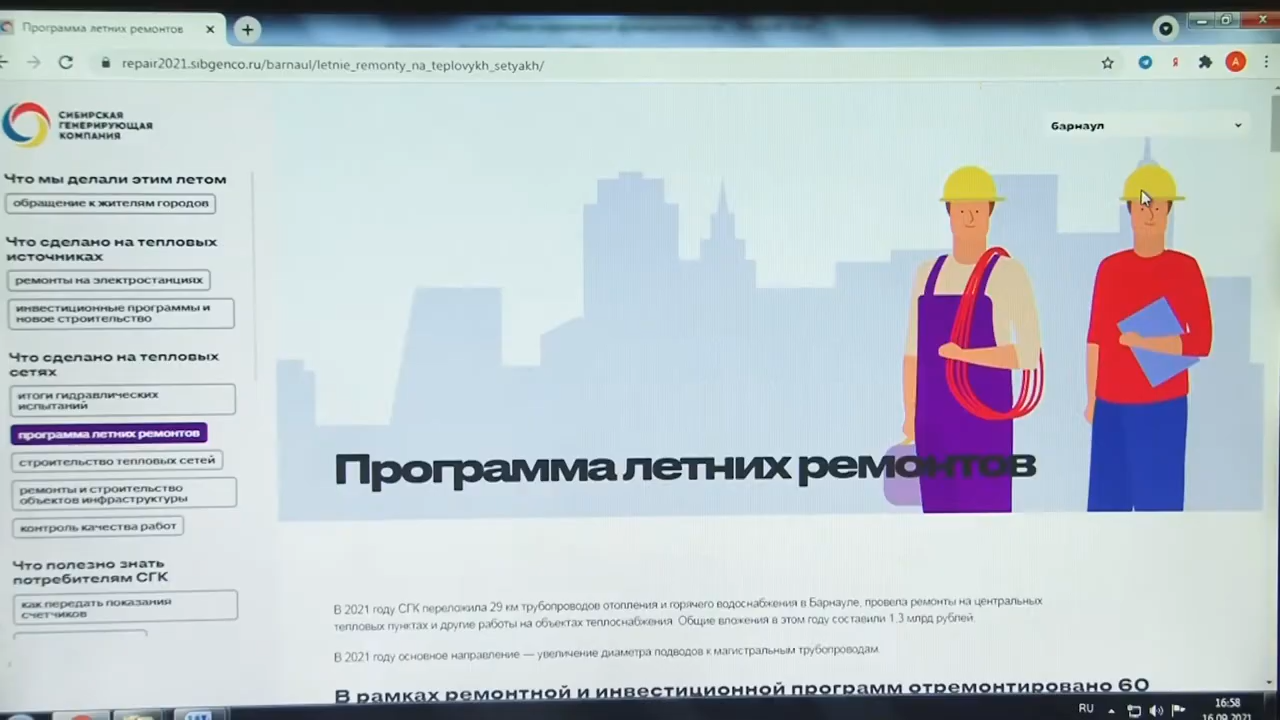 Программа летних ремонтов
repair2021.sibgenco.ru/barnaul/letnie_remonty_na_teplovykh_setyakh/
A
СИБИРСКАЯ
ГЕНЕРИРУЮЩАЯ
КОМПАНИЯ
барнаул
Что мы делали этим летом
обращение к жителям городов
Что сделано на тепловых
источниках
ремонты на электростанциях
инвестиционные программы и
новое строительство
Что сделано на тепловых
сетях
итоги гидравлических
испытаний
программа летних ремонтов
строительство тепловых сетей
ремонты и строительство
объектов инфраструктуры
контроль качества работ
Что полезно знать
потребителям СГК
как передать показания
счетчиков
Программа летних ремонтов
В 2021 году СГК переложила 29 км трубопроводов отопления и горячего водоснабжения в Барнауле, провела ремонты на центральных
тепловых пунктах и другие работы на объектах теплоснабжения. Общие вложения в этом году составили 1,3 млрд рублей.
В 2021 году основное направление — увеличение диаметра подводов к магистральным трубопроводам.
В рамках ремонтной и инвестиционной программ отремонтировано 60
RU
16:58
16.09.2021